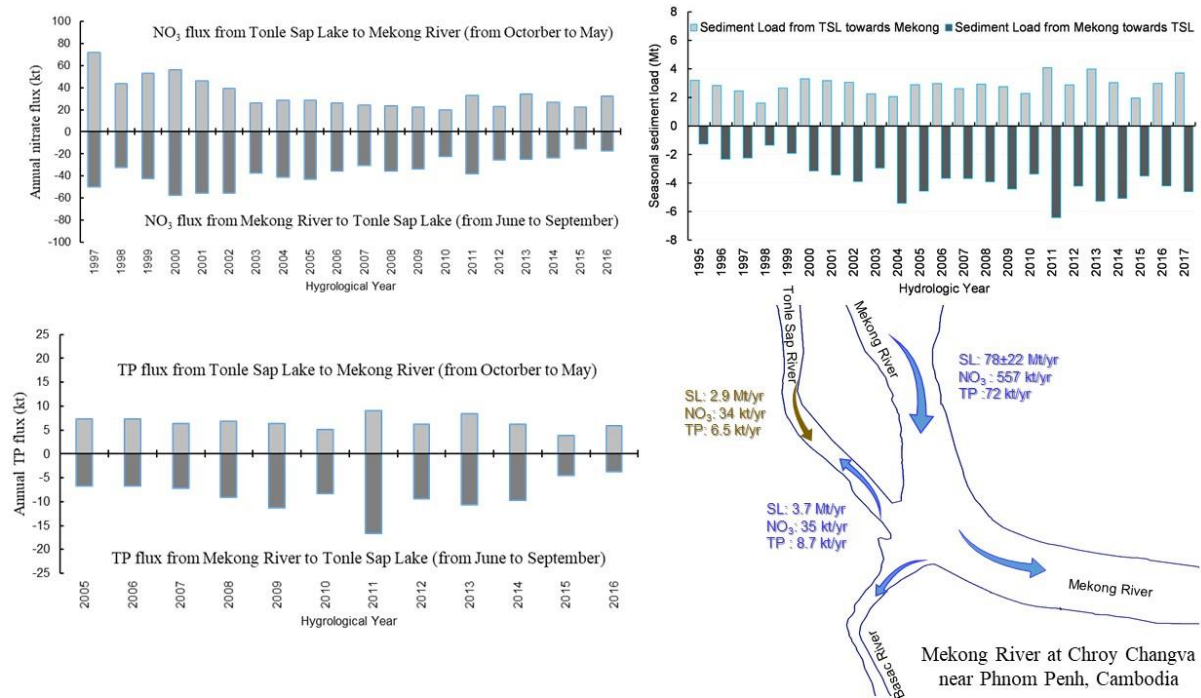 NO3 flux from Tonle Sap Lake to Mekong River (from Octorber to May)
Annual nitrate flux (kt)
100
80
60
40
20
0
-20
-40
-60
-80
-100
NO3 flux from Mekong River to Tonle Sap Lake (from June to September)
1997 1998 1999 2000 2001 2002 2003 2004 2005 2006 2007 2008 2009 2010 2011 2012 2013 2014 2015 2016
Hygrological Year
Sediment Load from TSL towards Mekong Sediment Load from Mekong towards TSL
Seasonal sediment load (Mt)
8
6
4
2
0
-2
-4
-6
-8
1995 1996 1997 1998 1999 2000 2001 2002 2003 2004 2005 2006 2007 2008 2009 2010 2011 2012 2013 2014 2015 2016 2017
Hydrologic Year
TP flux from Tonle Sap Lake to Mekong River (from Octorber to May)
Annual TP flux (kt)
25
20
15
10
5
0
-5
-10
-15
-20
-25
TP flux from Mekong River to Tonle Sap Lake (from June to September)
2005 2006 2007 2008 2009 2010 2011 2012 2013 2014 2015 2016
Hygrological Year
Tonle Sap River
Mekong River
SL: 78±22 Mt/yr
NO3 : 557 kt/yr
TP :72 kt/yr
SL: 2.9 Mt/yr
NO3: 34 kt/yr
TP: 6.5 kt/yr
SL: 3.7 Mt/yr
NO3: 35 kt/yr
TP : 8.7 kt/yr
Mekong River
Basac River
Mekong River at Chroy Changva
near Phnom Penh, Cambodia